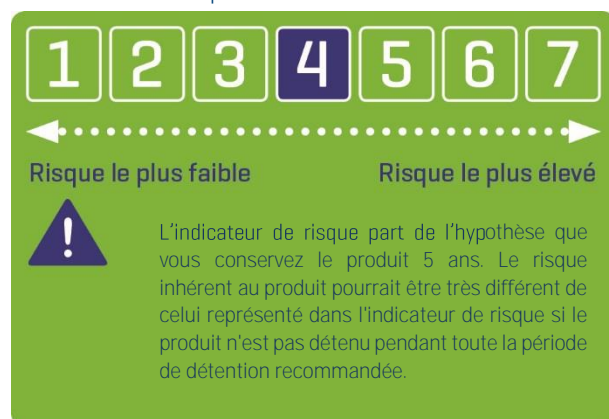 1 2 3 4 5 6 7
Risque le plus faible Risque le plus élevé
!
L'indicateur de risque part de l'hypothèse que
vous conservez le produit 5 ans. Le risque
inhérent au produit pourrait être très différent de
celui représenté dans l'indicateur de risque si le
produit n'est pas détenu pendant toute la période
de détention recommandée.